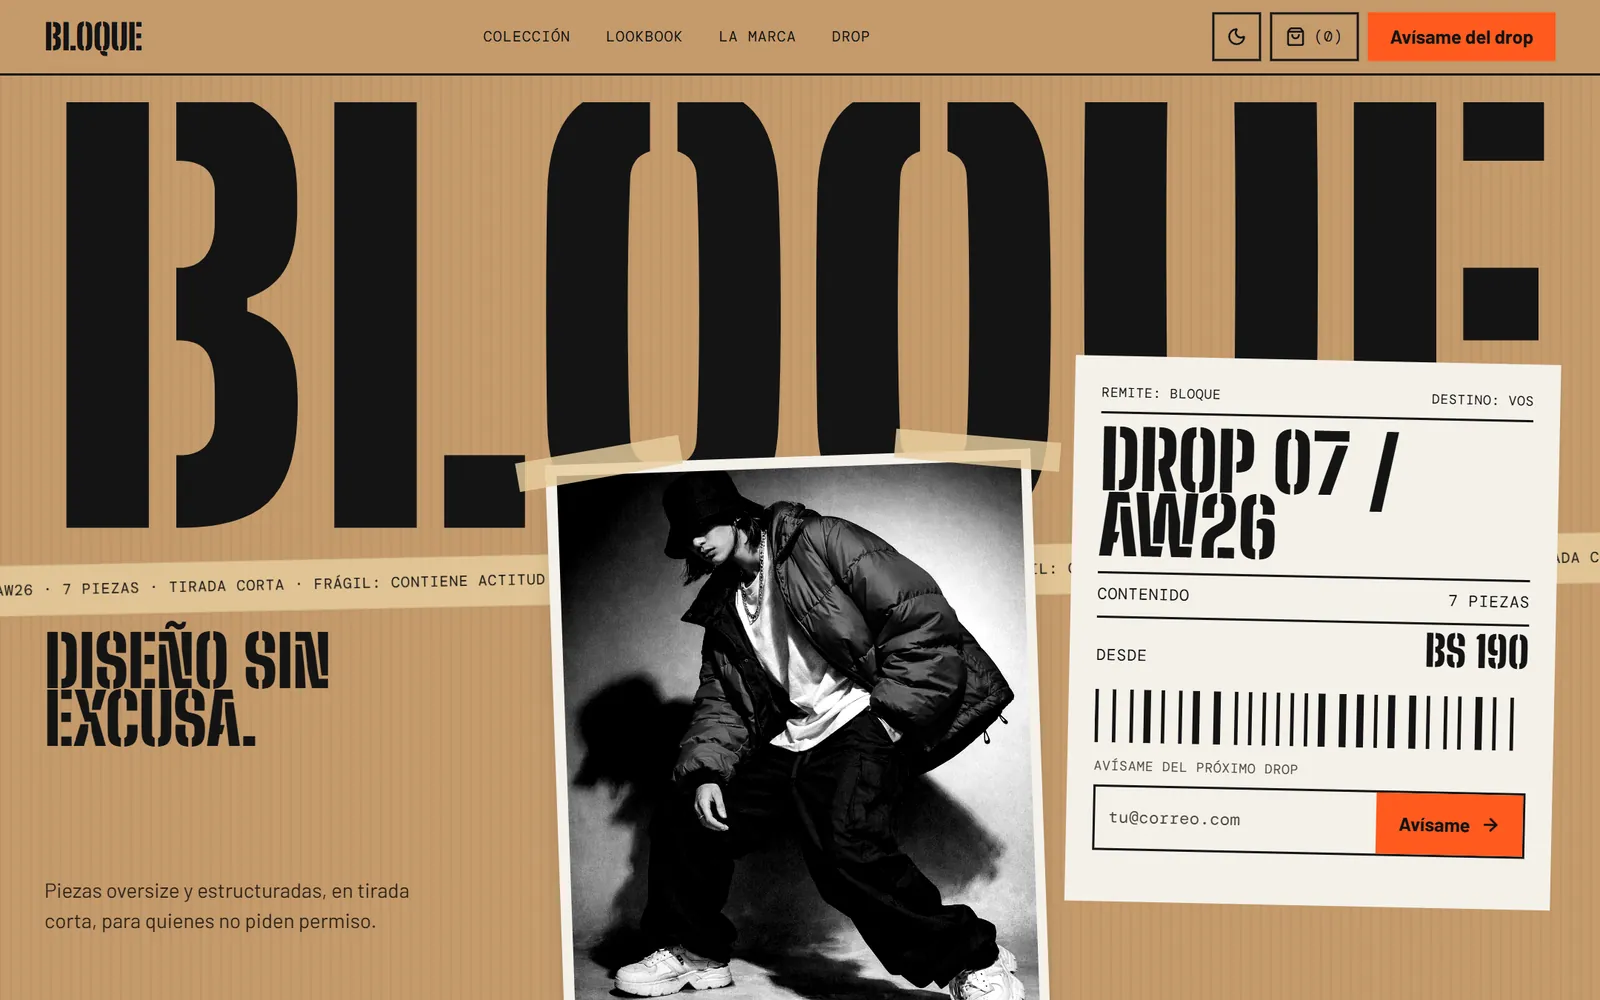 BLOQUE
COLECCIÓN
LOOKBOOK
LA MARCA
DROP
(0)
Avísame del drop
BLOQUE
AW26 · 7 PIEZAS · TIRADA CORTA · FRÁGIL: CONTIENE ACTITUD
DISEÑO SIN
EXCUSA.
Piezas oversize y estructuradas, en tirada
corta, para quienes no piden permiso.
REMITE: BLOQUE
DESTINO: VOS
DROP 07 /
AW26
CONTENIDO
7 PIEZAS
DESDE
BS 190
AVÍSAME DEL PRÓXIMO DROP
tu@correo.com
Avísame